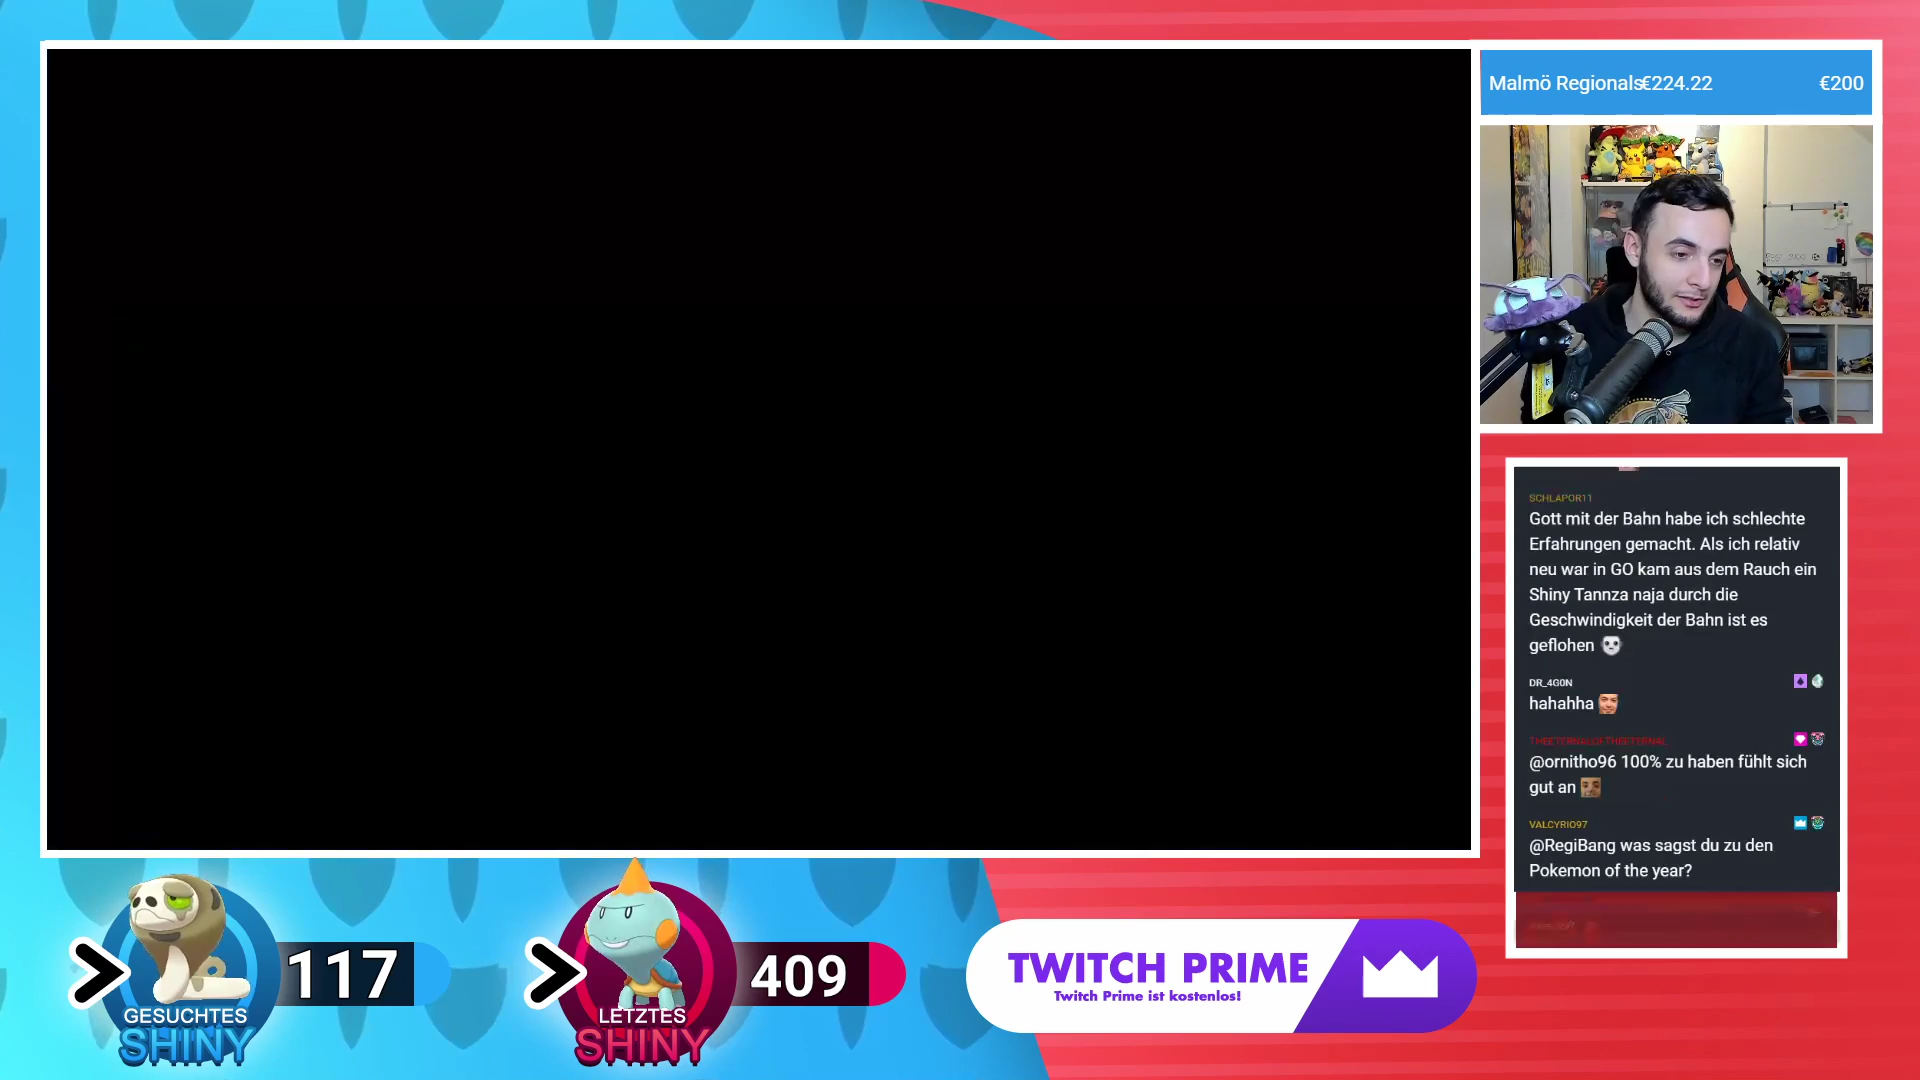 Malmö Regionals€224.22 €200
SCHLAPOR11
Gott mit der Bahn habe ich schlechte
Erfahrungen gemacht. Als ich relativ
neu war in GO kam aus dem Rauch ein
Shiny Tannza naja durch die
Geschwindigkeit der Bahn ist es
geflohen
DR_4G0N
hahahha
THEETERNALOFTHEETERNAL
@ornitho96 100% zu haben fühlt sich
gut an
VALCYRIO97
@RegiBang was sagst du zu den
Pokemon of the year?
117
GESUCHTES
SHINY
409
LETZTES
SHINY
TWITCH PRIME
Twitch Prime ist kostenlos!